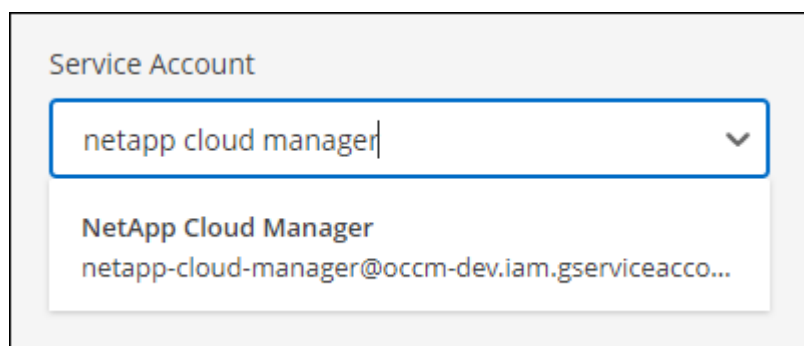 Service Account
netapp cloud manager
NetApp Cloud Manager
netapp-cloud-manager@occm-dev.iam.gserviceacco...